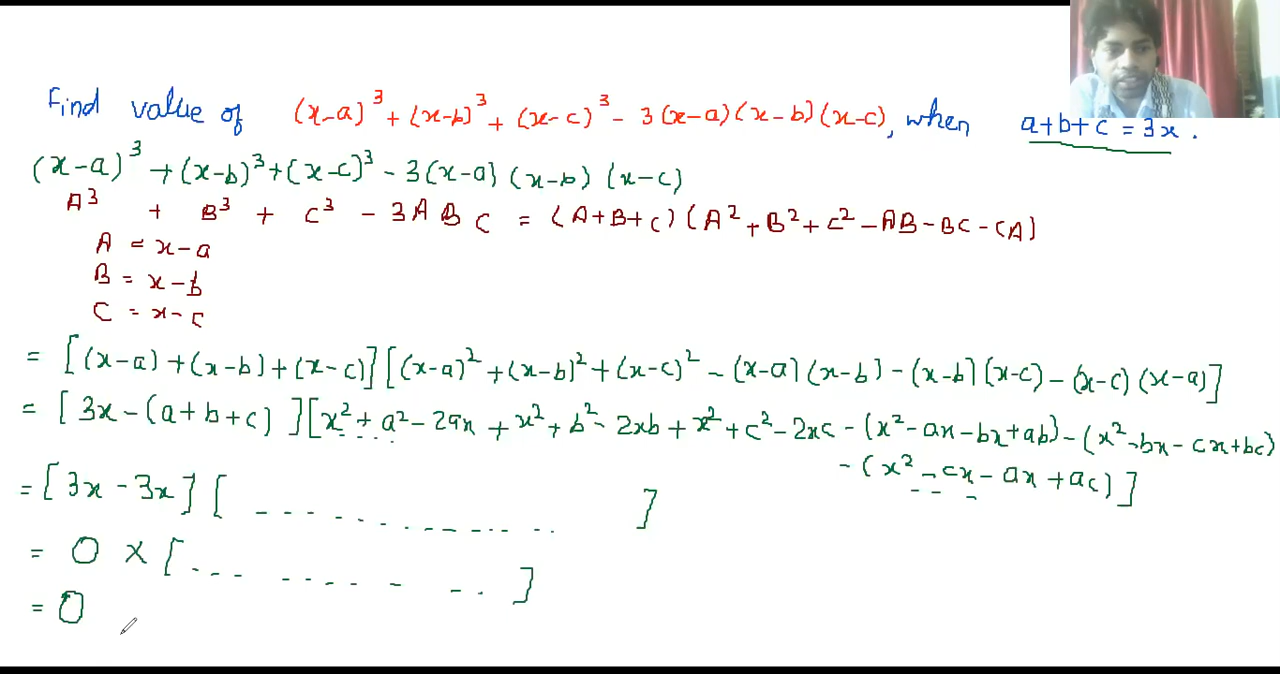 Find value of (x-a)³ + (x-b)³ + (x-c)³ - 3(x-a)(x-b)(x-c), when a+b+c = 3x.
(x-a)³ + (x-b)³ + (x-c)³ - 3(x-a)(x-b)(x-c)
A³ + B³ + C³ - 3ABC = (A+B+C)(A²+B²+C²-AB-BC-CA)
A = x-a
B = x-b
C = x-c
= [(x-a)+(x-b)+(x-c)][(x-a)²+(x-b)²+(x-c)²-(x-a)(x-b)-(x-b)(x-c)-(x-c)(x-a)]
= [3x-(a+b+c)][x²+a²-2ax+x²+b²-2xb+x²+c²-2xc-(x²-ax-bx+ab)-(x²-bx-cx+bc)
-(x²-cx-ax+ac)]
= [3x-3x][ ............ ]
= 0 × [ ............ ]
= 0